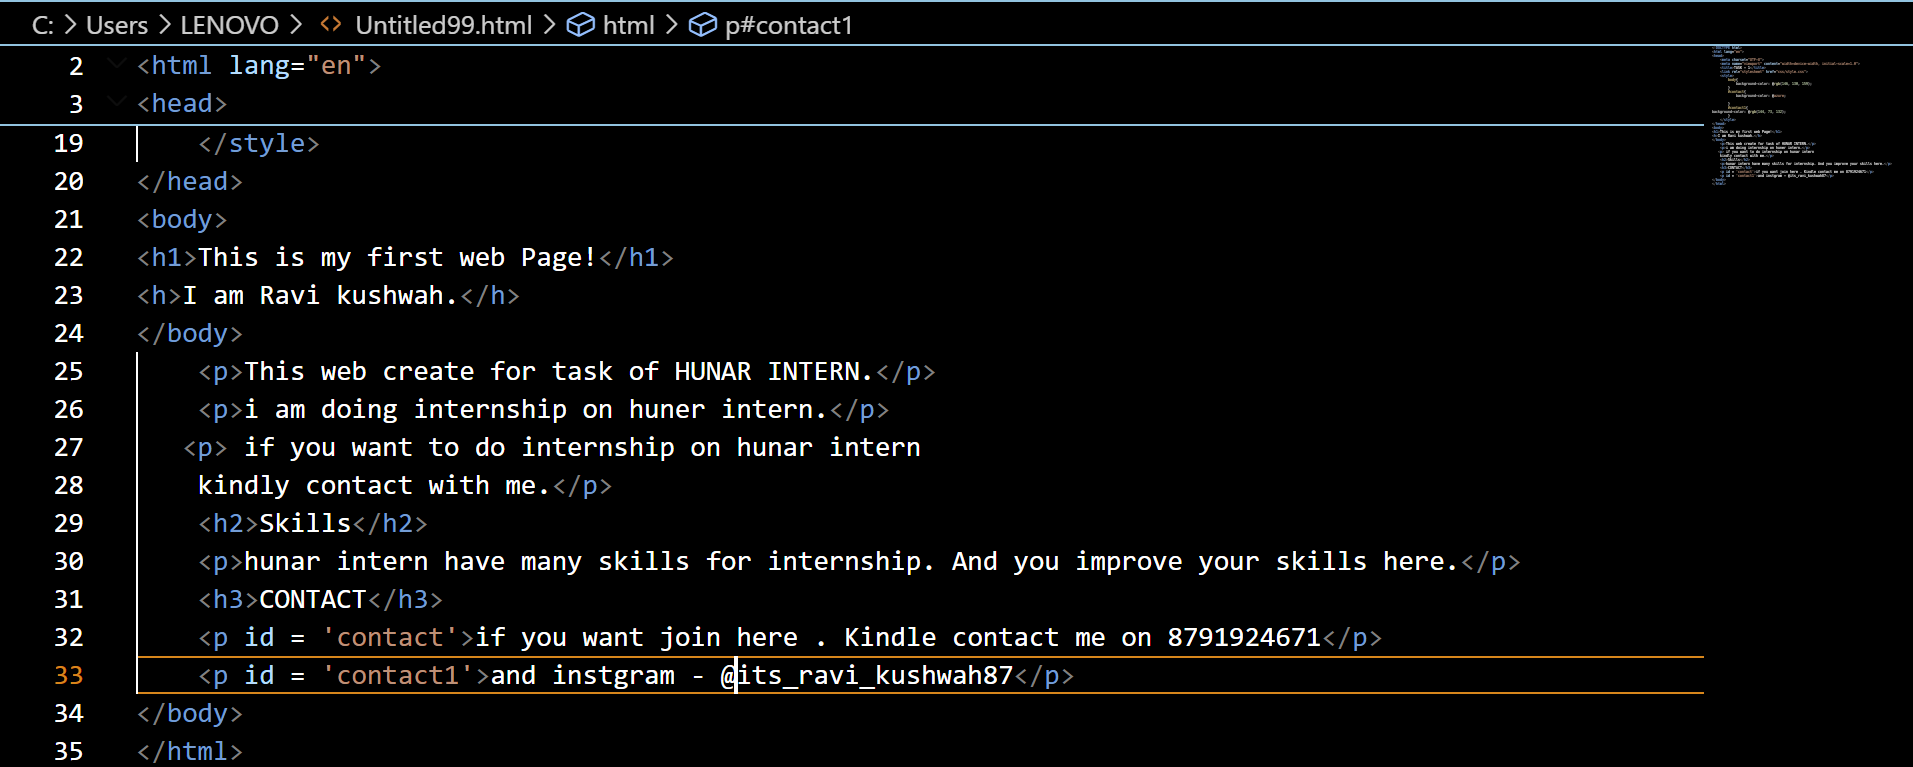 C: > Users > LENOVO > <> Untitled99.html > html > p#contact1
2 <html lang="en">
3 <head>
19 </style>
20 </head>
21 <body>
22 <h1>This is my first web Page!</h1>
23 <h>I am Ravi kushwah.</h>
24 </body>
25 <p>This web create for task of HUNAR INTERN.</p>
26 <p>i am doing internship on huner intern.</p>
27 <p> if you want to do internship on hunar intern
28 kindly contact with me.</p>
29 <h2>Skills</h2>
30 <p>hunar intern have many skills for internship. And you improve your skills here.</p>
31 <h3>CONTACT</h3>
32 <p id = 'contact'>if you want join here . Kindle contact me on 8791924671</p>
33 <p id = 'contact1'>and instgram - @its_ravi_kushwah87</p>
34 </body>
35 </html>